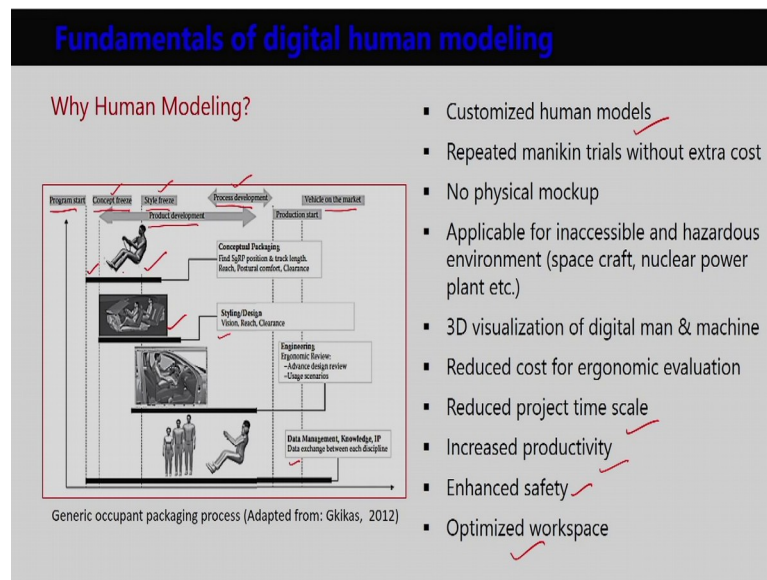 Fundamentals of digital human modeling
Why Human Modeling?
Program start
Concept freeze
Style freeze
Process development
Vehicle on the market
Product development
Production start
Conceptual Packaging
Find SgRP position & track length.
Reach, Postural comfort, Clearance
Styling/Design
Vision, Reach, Clearance
Engineering
Ergonomic Review:
–Advance design review
–Usage scenarios
Data Management, Knowledge, IP
Data exchange between each discipline
Generic occupant packaging process (Adapted from: Gkikas, 2012)
▪ Customized human models
▪ Repeated manikin trials without extra cost
▪ No physical mockup
▪ Applicable for inaccessible and hazardous
environment (space craft, nuclear power
plant etc.)
▪ 3D visualization of digital man & machine
▪ Reduced cost for ergonomic evaluation
▪ Reduced project time scale
▪ Increased productivity
▪ Enhanced safety
▪ Optimized workspace